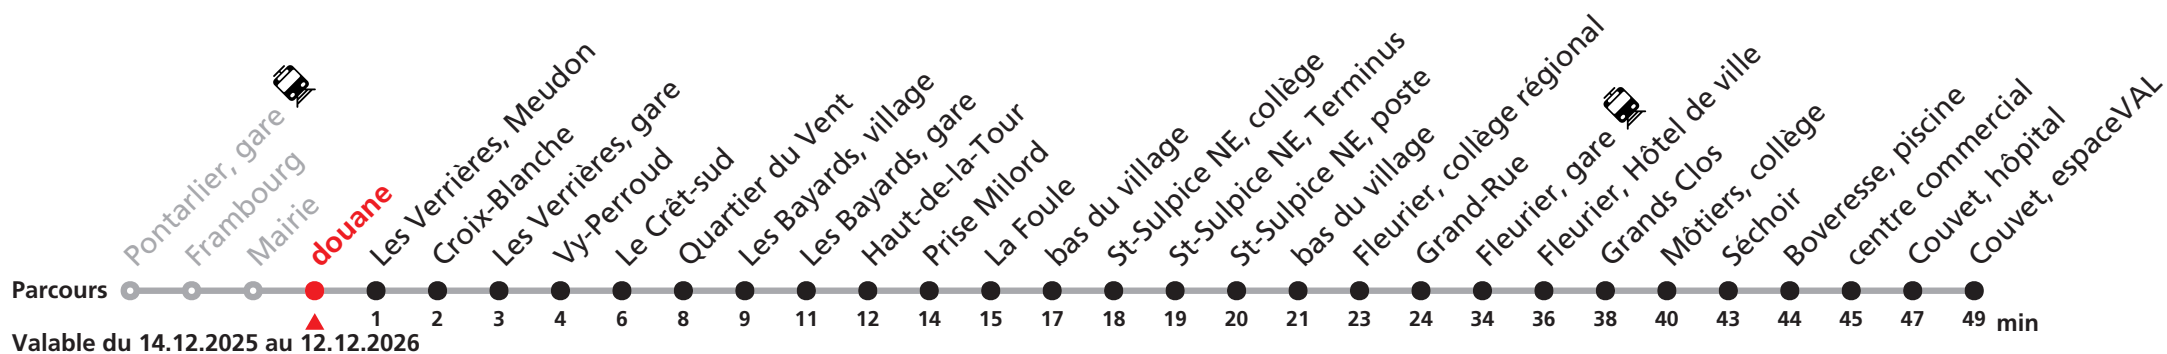 Pontarlier, gare
Frambourg
Mairie
douane
Les Verrières, Meudon
Croix-Blanche
Les Verrières, gare
Vy-Perroud
Le Crêt-sud
Quartier du Vent
Les Bayards, village
Les Bayards, gare
Haut-de-la-Tour
Prise Milord
La Foule
bas du village
St-Sulpice NE, collège
St-Sulpice NE, Terminus
St-Sulpice NE, poste
bas du village
Fleurier, collège régional
Grand-Rue
Fleurier, gare
Fleurier, Hôtel de ville
Grands Clos
Môtiers, collège
Séchoir
Boveresse, piscine
centre commercial
Couvet, hôpital
Couvet, espaceVAL
Parcours
1 2 3 4 6 8 9 11 12 14 15 17 18 19 20 21 23 24 34 36 38 40 43 44 45 47 49 min
Valable du 14.12.2025 au 12.12.2026